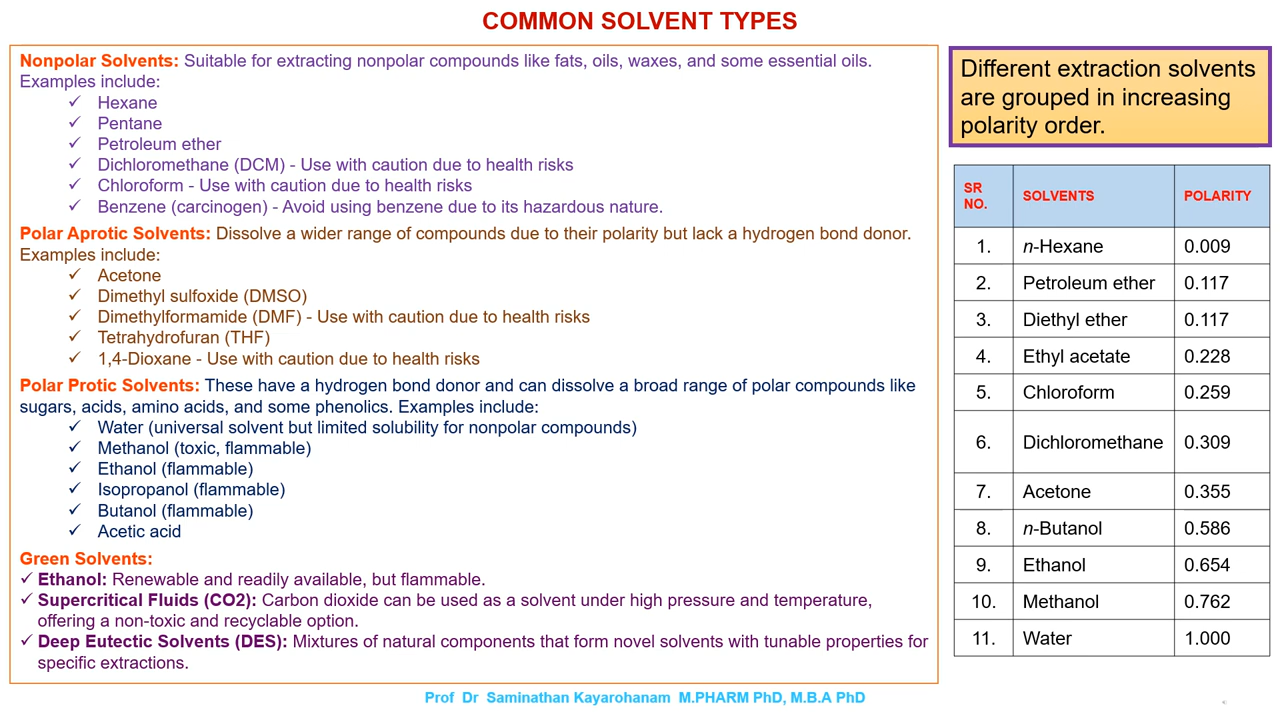 COMMON SOLVENT TYPES
Nonpolar Solvents: Suitable for extracting nonpolar compounds like fats, oils, waxes, and some essential oils.
Examples include:
✓ Hexane
✓ Pentane
✓ Petroleum ether
✓ Dichloromethane (DCM) - Use with caution due to health risks
✓ Chloroform - Use with caution due to health risks
✓ Benzene (carcinogen) - Avoid using benzene due to its hazardous nature.
Polar Aprotic Solvents: Dissolve a wider range of compounds due to their polarity but lack a hydrogen bond donor.
Examples include:
✓ Acetone
✓ Dimethyl sulfoxide (DMSO)
✓ Dimethylformamide (DMF) - Use with caution due to health risks
✓ Tetrahydrofuran (THF)
✓ 1,4-Dioxane - Use with caution due to health risks
Polar Protic Solvents: These have a hydrogen bond donor and can dissolve a broad range of polar compounds like
sugars, acids, amino acids, and some phenolics. Examples include:
✓ Water (universal solvent but limited solubility for nonpolar compounds)
✓ Methanol (toxic, flammable)
✓ Ethanol (flammable)
✓ Isopropanol (flammable)
✓ Butanol (flammable)
✓ Acetic acid
Green Solvents:
✓ Ethanol: Renewable and readily available, but flammable.
✓ Supercritical Fluids (CO2): Carbon dioxide can be used as a solvent under high pressure and temperature,
offering a non-toxic and recyclable option.
✓ Deep Eutectic Solvents (DES): Mixtures of natural components that form novel solvents with tunable properties for
specific extractions.
Different extraction solvents
are grouped in increasing
polarity order.
SR NO. SOLVENTS POLARITY
1. n-Hexane 0.009
2. Petroleum ether 0.117
3. Diethyl ether 0.117
4. Ethyl acetate 0.228
5. Chloroform 0.259
6. Dichloromethane 0.309
7. Acetone 0.355
8. n-Butanol 0.586
9. Ethanol 0.654
10. Methanol 0.762
11. Water 1.000
Prof Dr Saminathan Kayarohanam M.PHARM PhD, M.B.A PhD